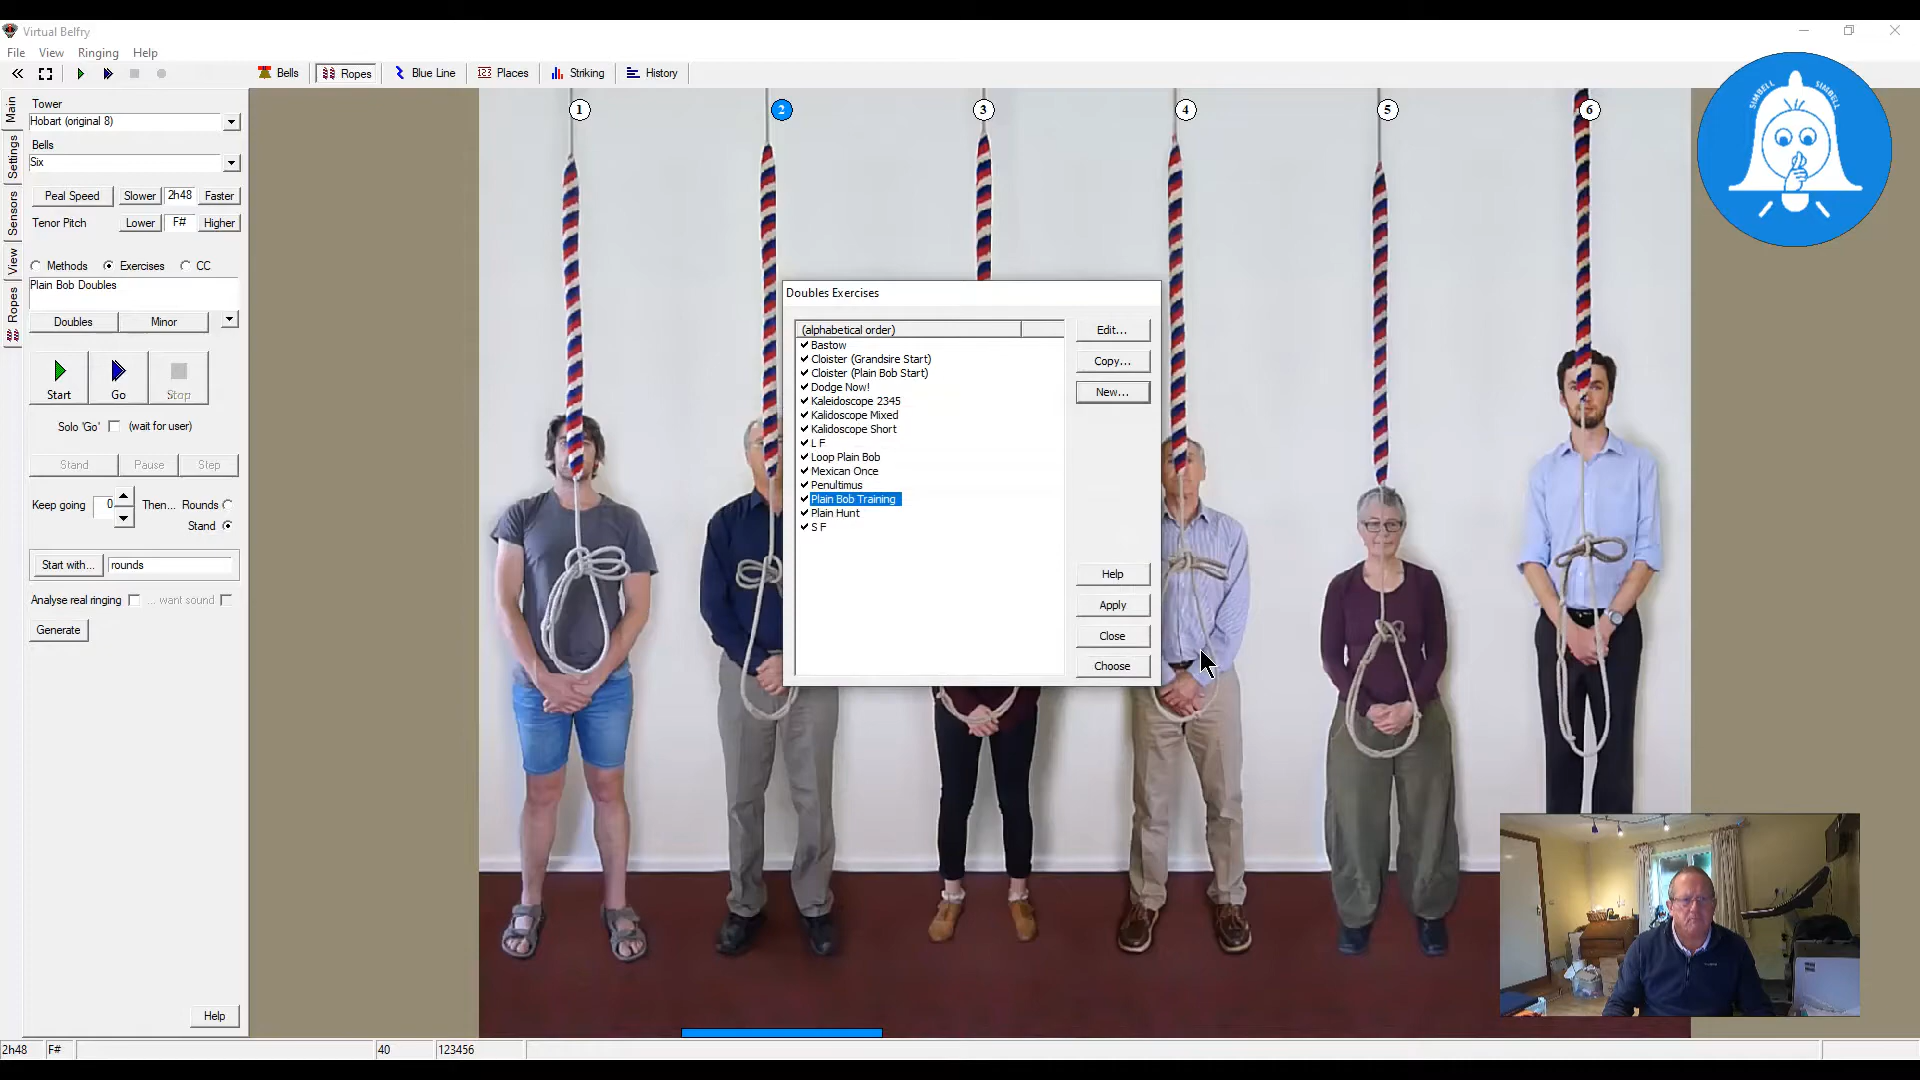 Virtual Belfry
File View Ringing Help
Bells Ropes Blue Line Places Striking History
Main
Settings
Sensors
View
Ropes
Tower
Hobart (original 8)
Bells
Six
Peal Speed Slower 2h48 Faster
Tenor Pitch Lower F# Higher
Methods Exercises CC
Plain Bob Doubles
Doubles Minor
Start Go Stop
Solo 'Go' (wait for user)
Stand Pause Step
Keep going 0 Then... Rounds
Stand
Start with... rounds
Analyse real ringing ... want sound
Generate
Help
2h48 F# 40 123456
1 2 3 4 5 6
Doubles Exercises
(alphabetical order)
Bastow
Cloister (Grandsire Start)
Cloister (Plain Bob Start)
Dodge Now!
Kaleidoscope 2345
Kalidoscope Mixed
Kalidoscope Short
L F
Loop Plain Bob
Mexican Once
Penultimus
Plain Bob Training
Plain Hunt
S F
Edit...
Copy...
New...
Help
Apply
Close
Choose
SIMBELL SIMBELL